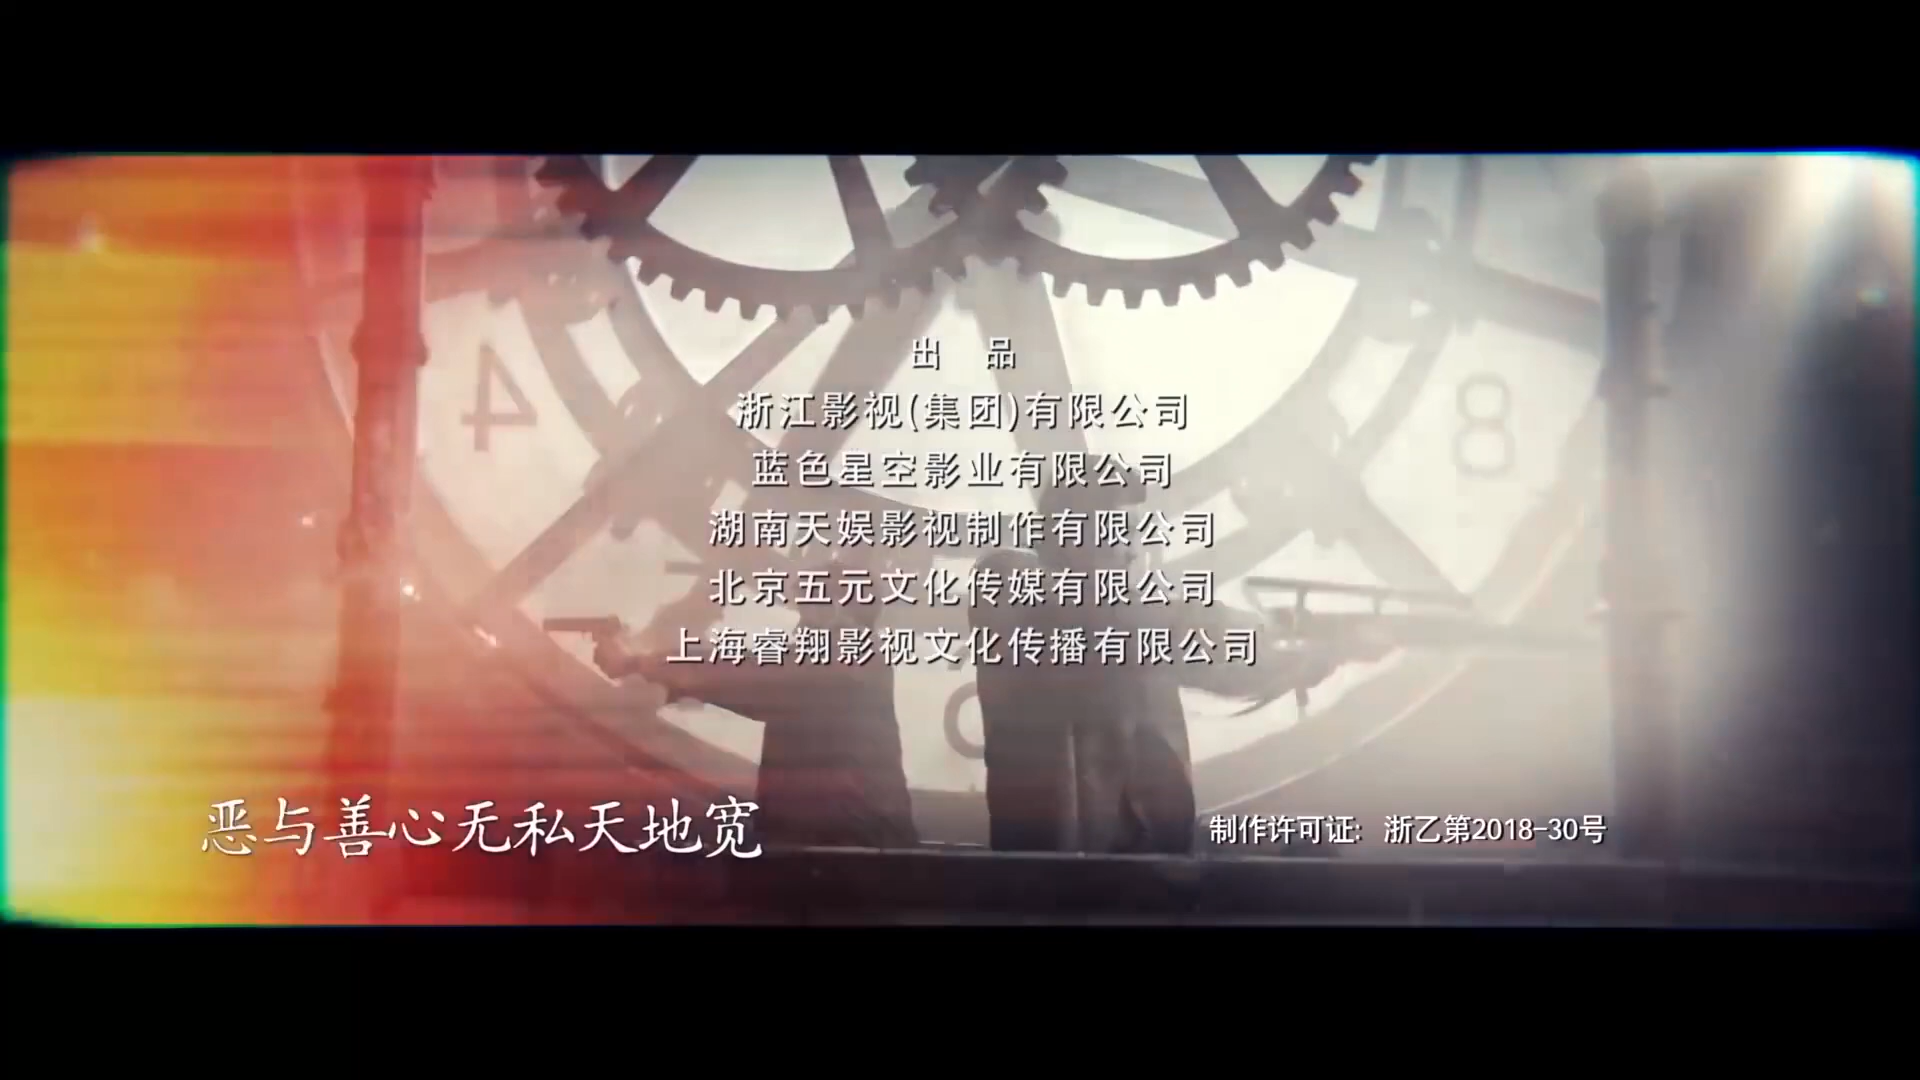 出 品
浙江影视(集团)有限公司
蓝色星空影业有限公司
湖南天娱影视制作有限公司
北京五元文化传媒有限公司
上海睿翔影视文化传播有限公司
恶与善心无私天地宽
制作许可证: 浙乙第2018-30号
4
8